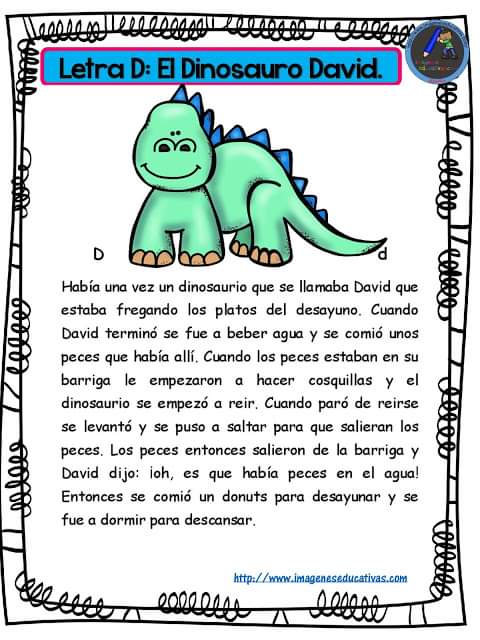 Letra D: El Dinosauro David.
D
d
Había una vez un dinosaurio que se llamaba David que
estaba fregando los platos del desayuno. Cuando
David terminó se fue a beber agua y se comió unos
peces que había allí. Cuando los peces estaban en su
barriga le empezaron a hacer cosquillas y el
dinosaurio se empezó a reir. Cuando paró de reirse
se levantó y se puso a saltar para que salieran los
peces. Los peces entonces salieron de la barriga y
David dijo: ¡oh, es que había peces en el agua!
Entonces se comió un donuts para desayunar y se
fue a dormir para descansar.
http://www.imageneseducativas.com